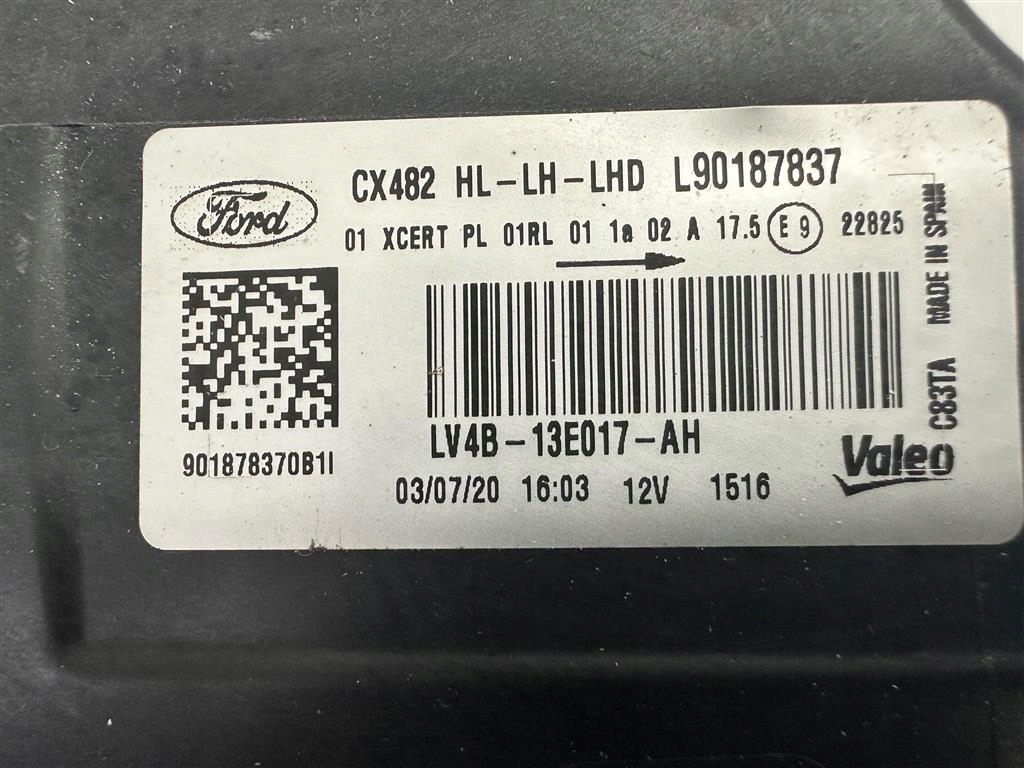 Ford
CX482 HL-LH-LHD L90187837
01 XCERT PL 01RL 01 1a 02 A 17.5 E 9 22825
LV4B-13E017-AH
901878370B1I
03/07/20 16:03 12V 1516
Valeo
C83TA MADE IN SPAIN